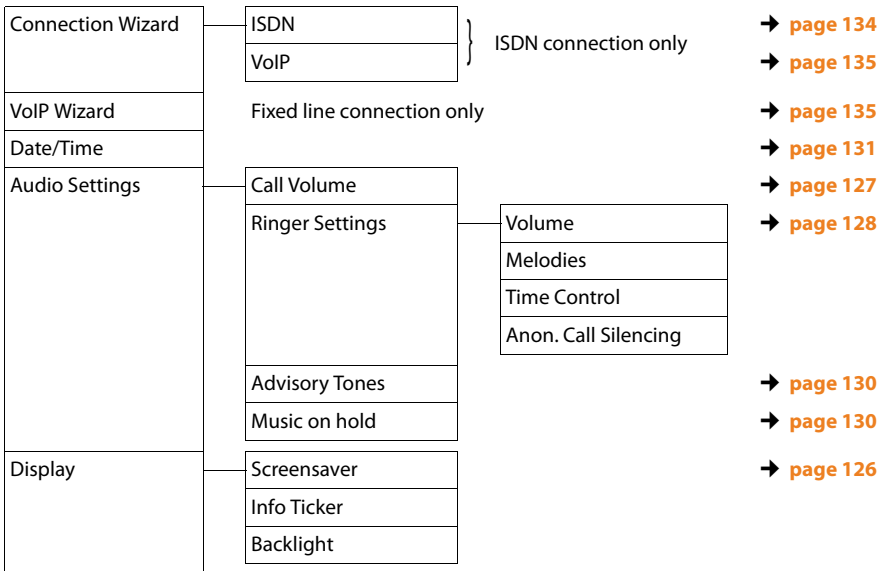 Connection Wizard ISDN ➔ page 134
VoIP ISDN connection only ➔ page 135
VoIP Wizard Fixed line connection only ➔ page 135
Date/Time ➔ page 131
Audio Settings Call Volume ➔ page 127
Ringer Settings Volume ➔ page 128
Melodies
Time Control
Anon. Call Silencing
Advisory Tones ➔ page 130
Music on hold ➔ page 130
Display Screensaver ➔ page 126
Info Ticker
Backlight